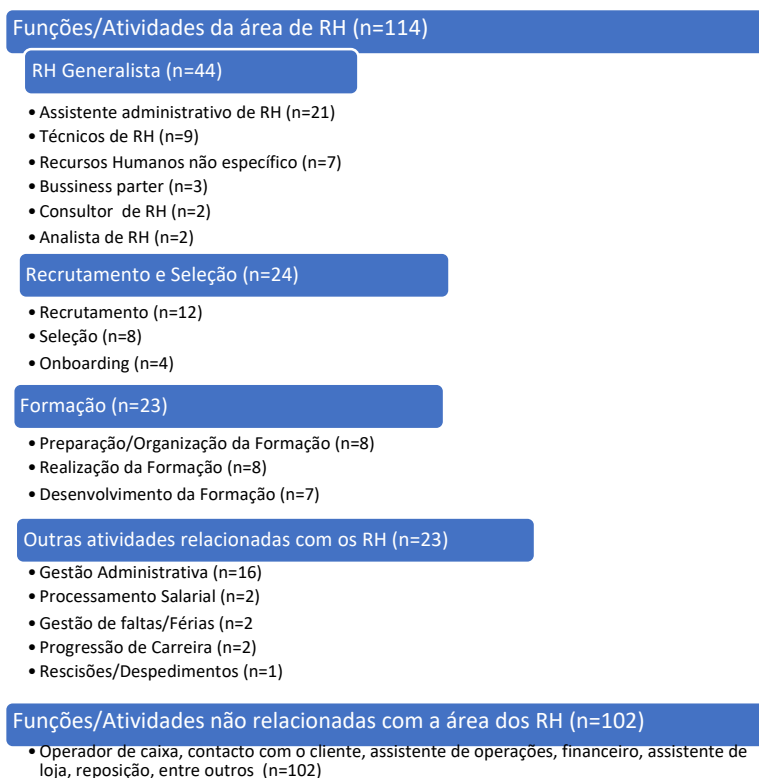 Funções/Atividades da área de RH (n=114)
RH Generalista (n=44)
• Assistente administrativo de RH (n=21)
• Técnicos de RH (n=9)
• Recursos Humanos não específico (n=7)
• Bussiness parter (n=3)
• Consultor de RH (n=2)
• Analista de RH (n=2)
Recrutamento e Seleção (n=24)
• Recrutamento (n=12)
• Seleção (n=8)
• Onboarding (n=4)
Formação (n=23)
• Preparação/Organização da Formação (n=8)
• Realização da Formação (n=8)
• Desenvolvimento da Formação (n=7)
Outras atividades relacionadas com os RH (n=23)
• Gestão Administrativa (n=16)
• Processamento Salarial (n=2)
• Gestão de faltas/Férias (n=2
• Progressão de Carreira (n=2)
• Rescisões/Despedimentos (n=1)
Funções/Atividades não relacionadas com a área dos RH (n=102)
• Operador de caixa, contacto com o cliente, assistente de operações, financeiro, assistente de
loja, reposição, entre outros (n=102)